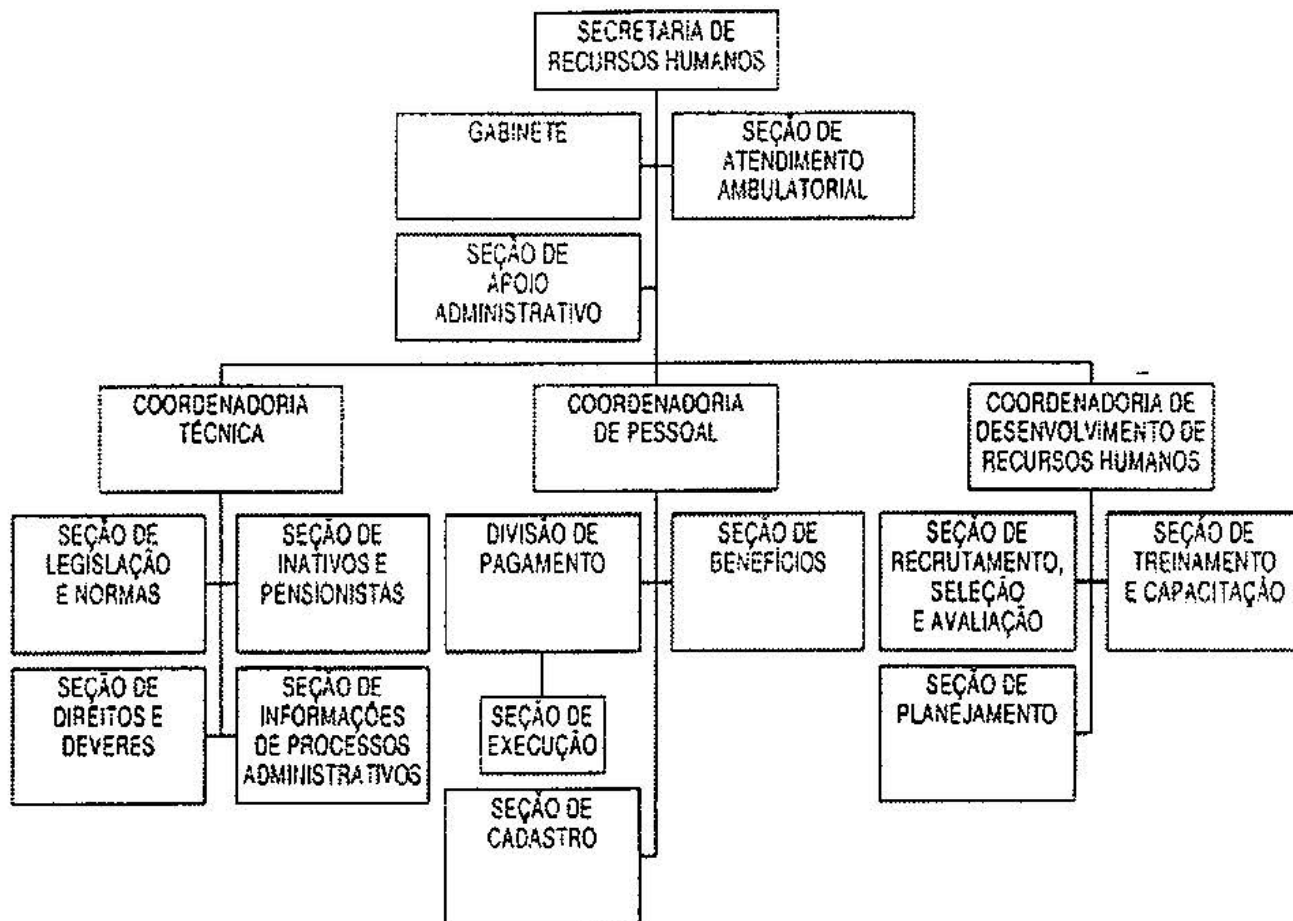 SECRETARIA DE
RECURSOS HUMANOS
GABINETE
SEÇÃO DE
ATENDIMENTO
AMBULATORIAL
SEÇÃO DE
APOIO
ADMINISTRATIVO
COORDENADORIA
TÉCNICA
COORDENADORIA
DE PESSOAL
COORDENADORIA DE
DESENVOLVIMENTO DE
RECURSOS HUMANOS
SEÇÃO DE
LEGISLAÇÃO
E NORMAS
SEÇÃO DE
INATIVOS E
PENSIONISTAS
DIVISÃO DE
PAGAMENTO
SEÇÃO DE
BENEFÍCIOS
SEÇÃO DE
RECRUTAMENTO,
SELEÇÃO
E AVALIAÇÃO
SEÇÃO DE
TREINAMENTO
E CAPACITAÇÃO
SEÇÃO DE
DIREITOS E
DEVERES
SEÇÃO DE
INFORMAÇÕES
DE PROCESSOS
ADMINISTRATIVOS
SEÇÃO DE
EXECUÇÃO
SEÇÃO DE
PLANEJAMENTO
SEÇÃO DE
CADASTRO